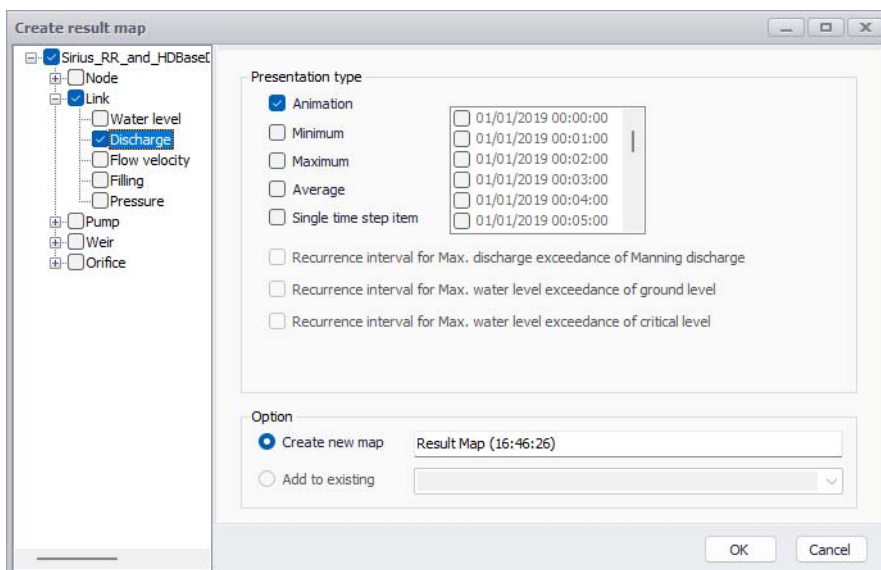 Create result map
Sirius_RR_and_HDBase
Node
Link
Water level
Discharge
Flow velocity
Filling
Pressure
Pump
Weir
Orifice
Presentation type
Animation
Minimum
Maximum
Average
Single time step item
01/01/2019 00:00:00
01/01/2019 00:01:00
01/01/2019 00:02:00
01/01/2019 00:03:00
01/01/2019 00:04:00
01/01/2019 00:05:00
Recurrence interval for Max. discharge exceedance of Manning discharge
Recurrence interval for Max. water level exceedance of ground level
Recurrence interval for Max. water level exceedance of critical level
Option
Create new map Result Map (16:46:26)
Add to existing
OK Cancel